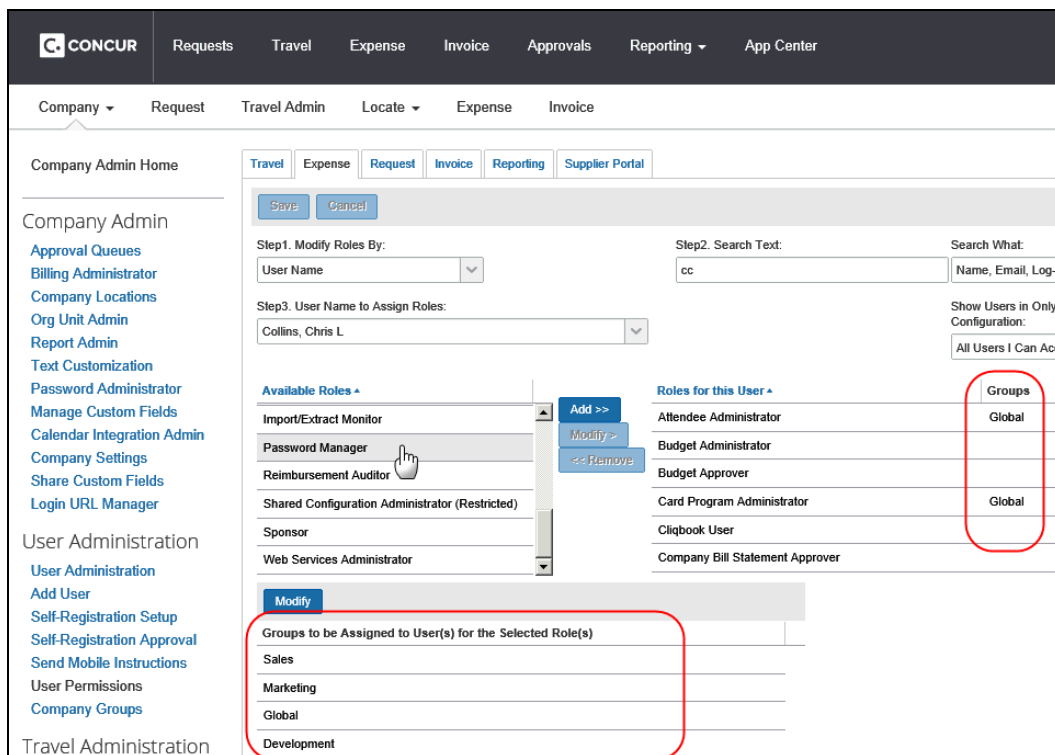 C. CONCUR Requests Travel Expense Invoice Approvals Reporting App Center
Company Request Travel Admin Locate Expense Invoice
Company Admin Home
Company Admin
Approval Queues
Billing Administrator
Company Locations
Org Unit Admin
Report Admin
Text Customization
Password Administrator
Manage Custom Fields
Calendar Integration Admin
Company Settings
Share Custom Fields
Login URL Manager
User Administration
User Administration
Add User
Self-Registration Setup
Self-Registration Approval
Send Mobile Instructions
User Permissions
Company Groups
Travel Administration
Travel Expense Request Invoice Reporting Supplier Portal
Save Cancel
Step1. Modify Roles By:
User Name
Step2. Search Text:
cc
Search What:
Name, Email, Log-
Step3. User Name to Assign Roles:
Collins, Chris L
Show Users in Only
Configuration:
All Users I Can Ac
Available Roles
Import/Extract Monitor
Password Manager
Reimbursement Auditor
Shared Configuration Administrator (Restricted)
Sponsor
Web Services Administrator
Add >>
Modify >
<< Remove
Roles for this User Groups
Attendee Administrator Global
Budget Administrator
Budget Approver
Card Program Administrator Global
Cliqbook User
Company Bill Statement Approver
Modify
Groups to be Assigned to User(s) for the Selected Role(s)
Sales
Marketing
Global
Development